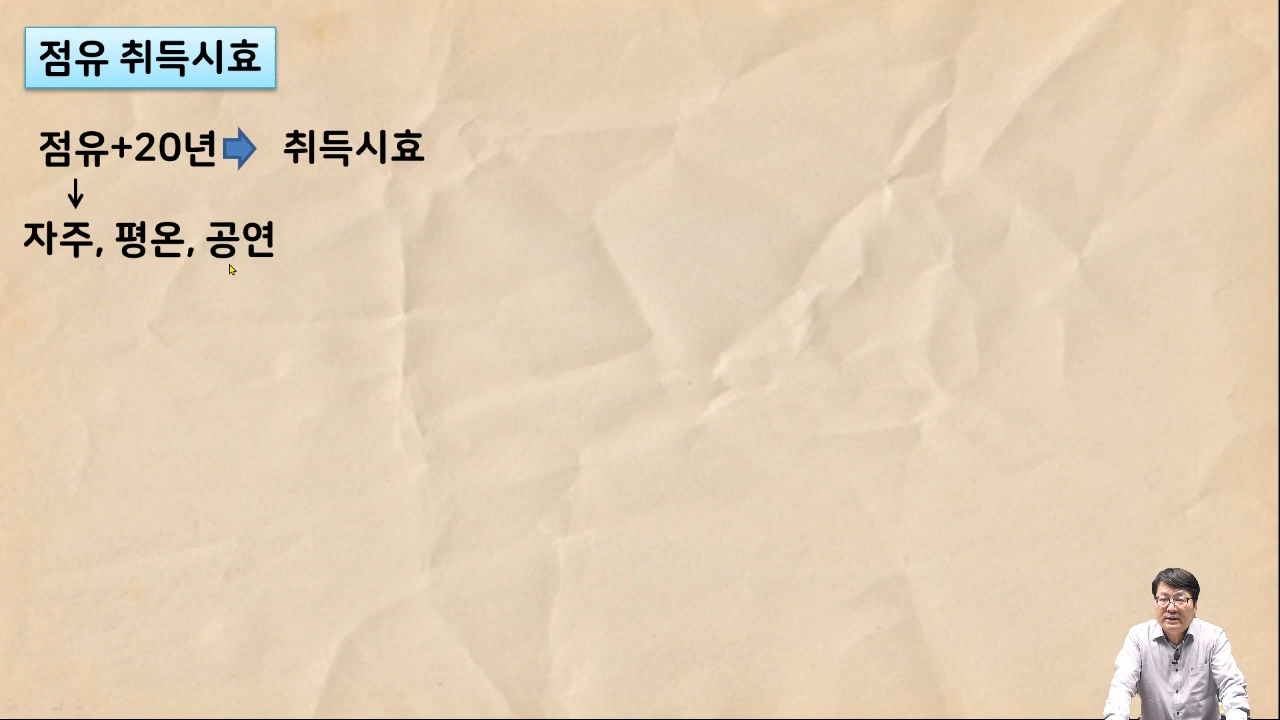 점유 취득시효
점유+20년 취득시효
자주, 평온, 공연